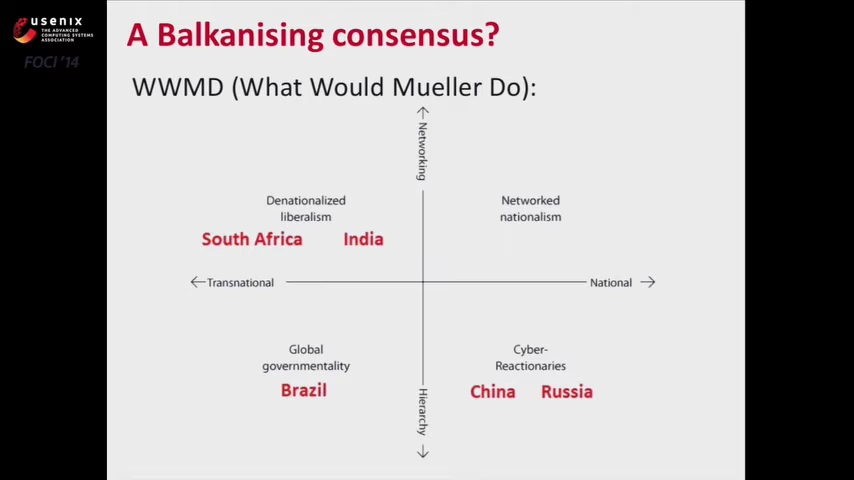 usenix
THE ADVANCED
COMPUTING SYSTEMS
ASSOCIATION
FOCI '14
A Balkanising consensus?
WWMD (What Would Mueller Do):
Networking
Denationalized
liberalism
South Africa India
Networked
nationalism
Transnational
National
Global
governmentality
Brazil
Cyber-
Reactionaries
China Russia
Hierarchy